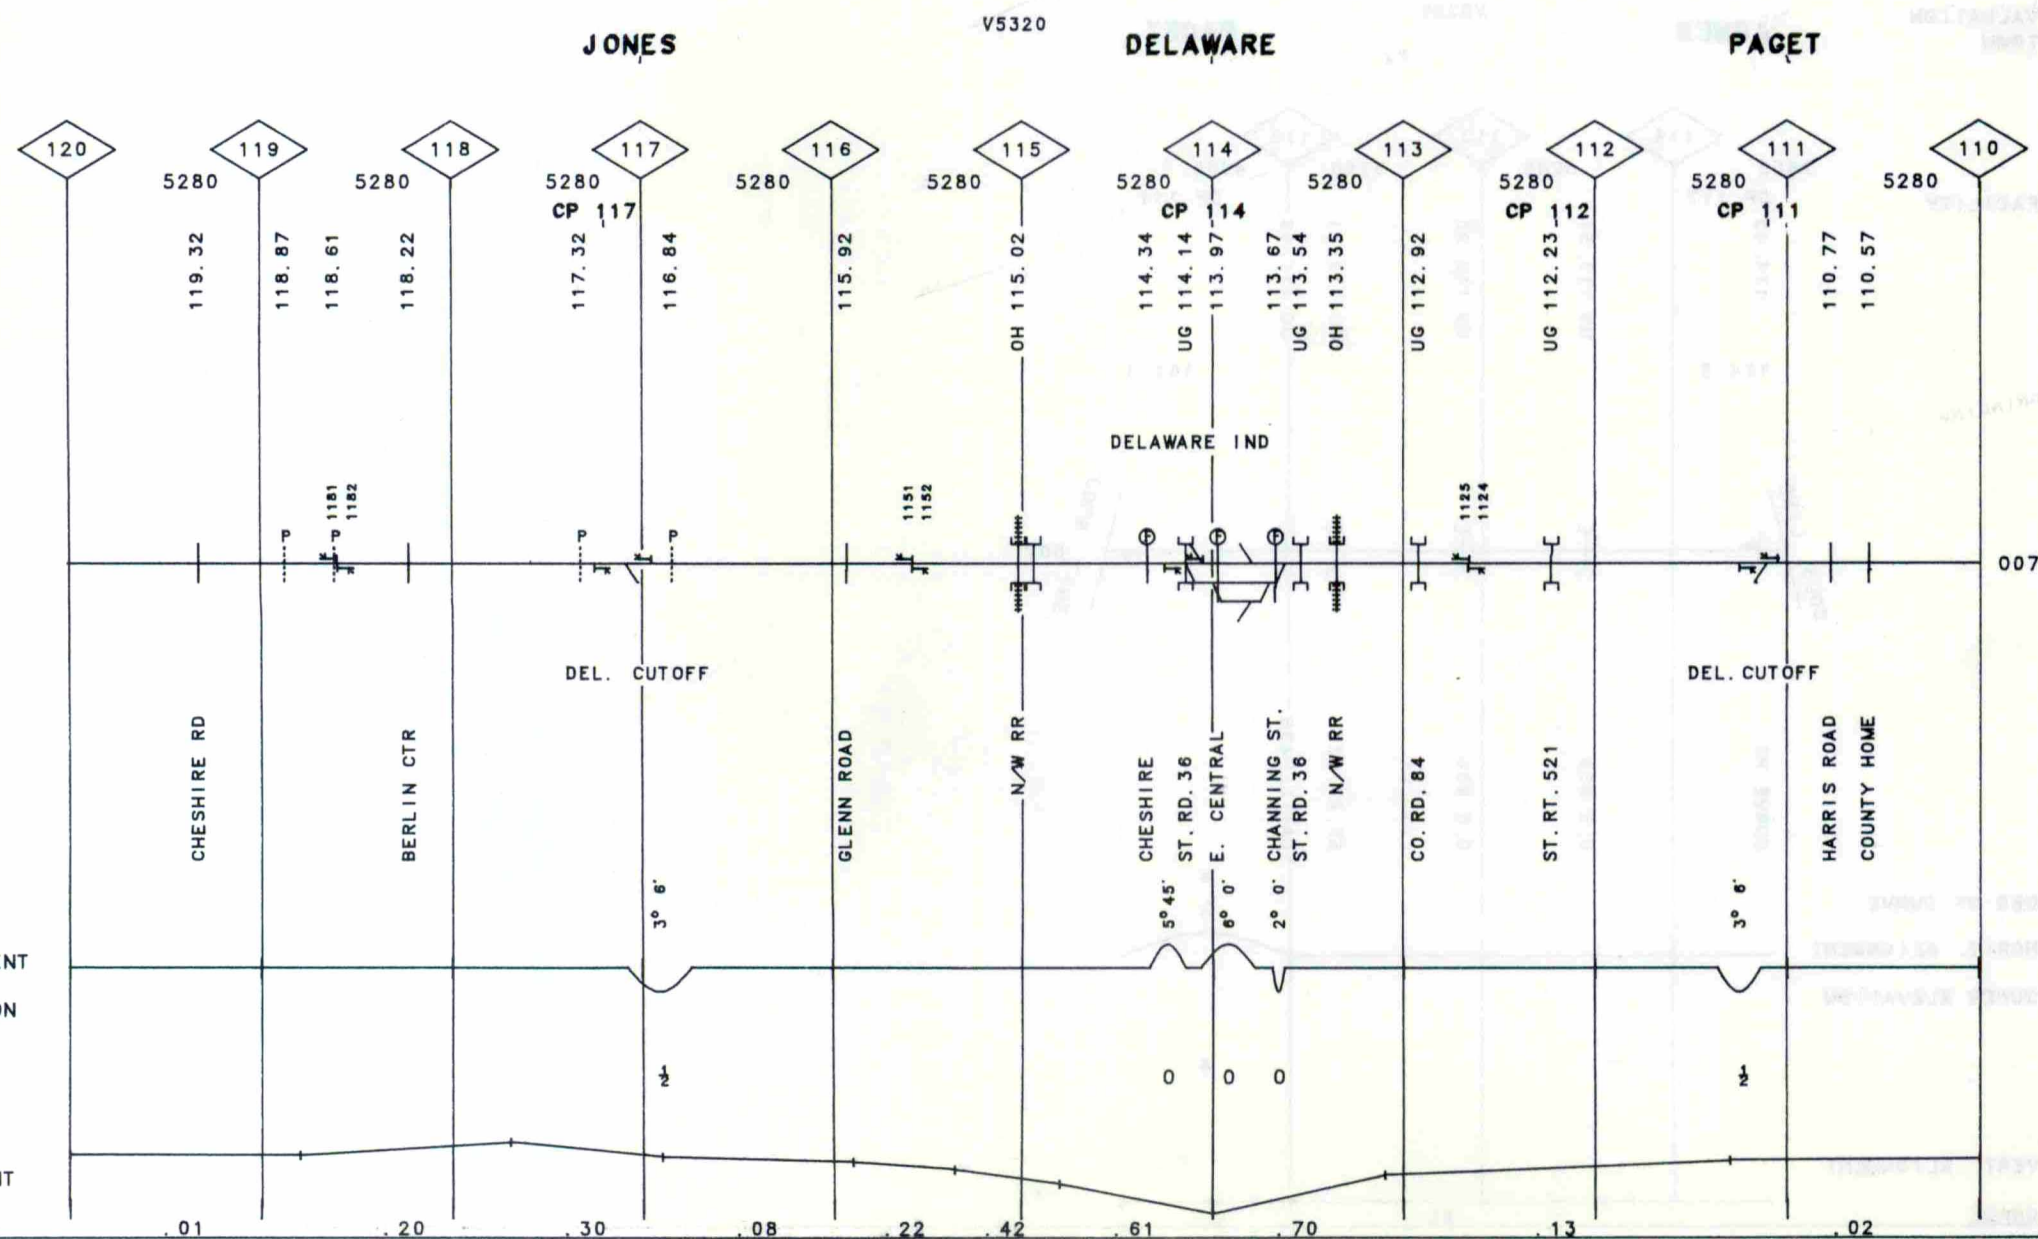 V5320
JONES DELAWARE PAGET
120 119 118 117 116 115 114 113 112 111 110
5280 5280 5280 5280 5280 5280 5280 5280 5280 5280
CP 117 CP 114 CP 112 CP 111
119.32 118.87 118.61 118.22 117.32 116.84 115.92 OH 115.02 114.34 UG 114.14 113.97 113.67 UG 113.54 OH 113.35 UG 112.92 UG 112.23 110.77 110.57
DELAWARE IND
1181 1182 1151 1152 1125 1124
P P P P F F F
007
DEL. CUTOFF DEL. CUTOFF
CHESHIRE RD BERLIN CTR GLENN ROAD N/W RR CHESHIRE ST. RD. 36 E. CENTRAL CHANNING ST. ST. RD. 36 N/W RR CO. RD. 84 ST. RT. 521 HARRIS ROAD COUNTY HOME
3° 6' 5° 45' 6° 0' 2° 0' 3° 6'
ENT
ON
½ 0 0 0 ½
NT
.01 .20 .30 .08 .22 .42 .61 .70 .13 .02